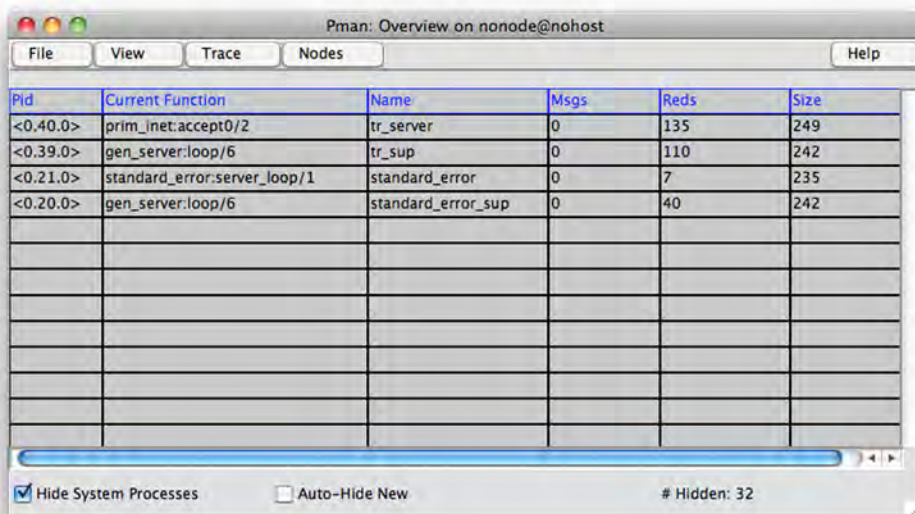 Pman: Overview on nonode@nohost
File View Trace Nodes Help
Pid Current Function Name Msgs Reds Size
<0.40.0> prim_inet:accept0/2 tr_server 0 135 249
<0.39.0> gen_server:loop/6 tr_sup 0 110 242
<0.21.0> standard_error:server_loop/1 standard_error 0 7 235
<0.20.0> gen_server:loop/6 standard_error_sup 0 40 242
Hide System Processes Auto-Hide New # Hidden: 32